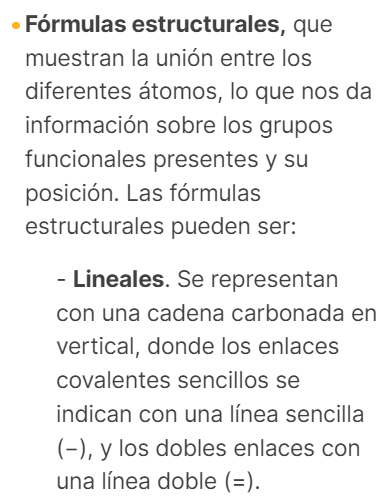 • Fórmulas estructurales, que
muestran la unión entre los
diferentes átomos, lo que nos da
información sobre los grupos
funcionales presentes y su
posición. Las fórmulas
estructurales pueden ser:
- Lineales. Se representan
con una cadena carbonada en
vertical, donde los enlaces
covalentes sencillos se
indican con una línea sencilla
(–), y los dobles enlaces con
una línea doble (=).